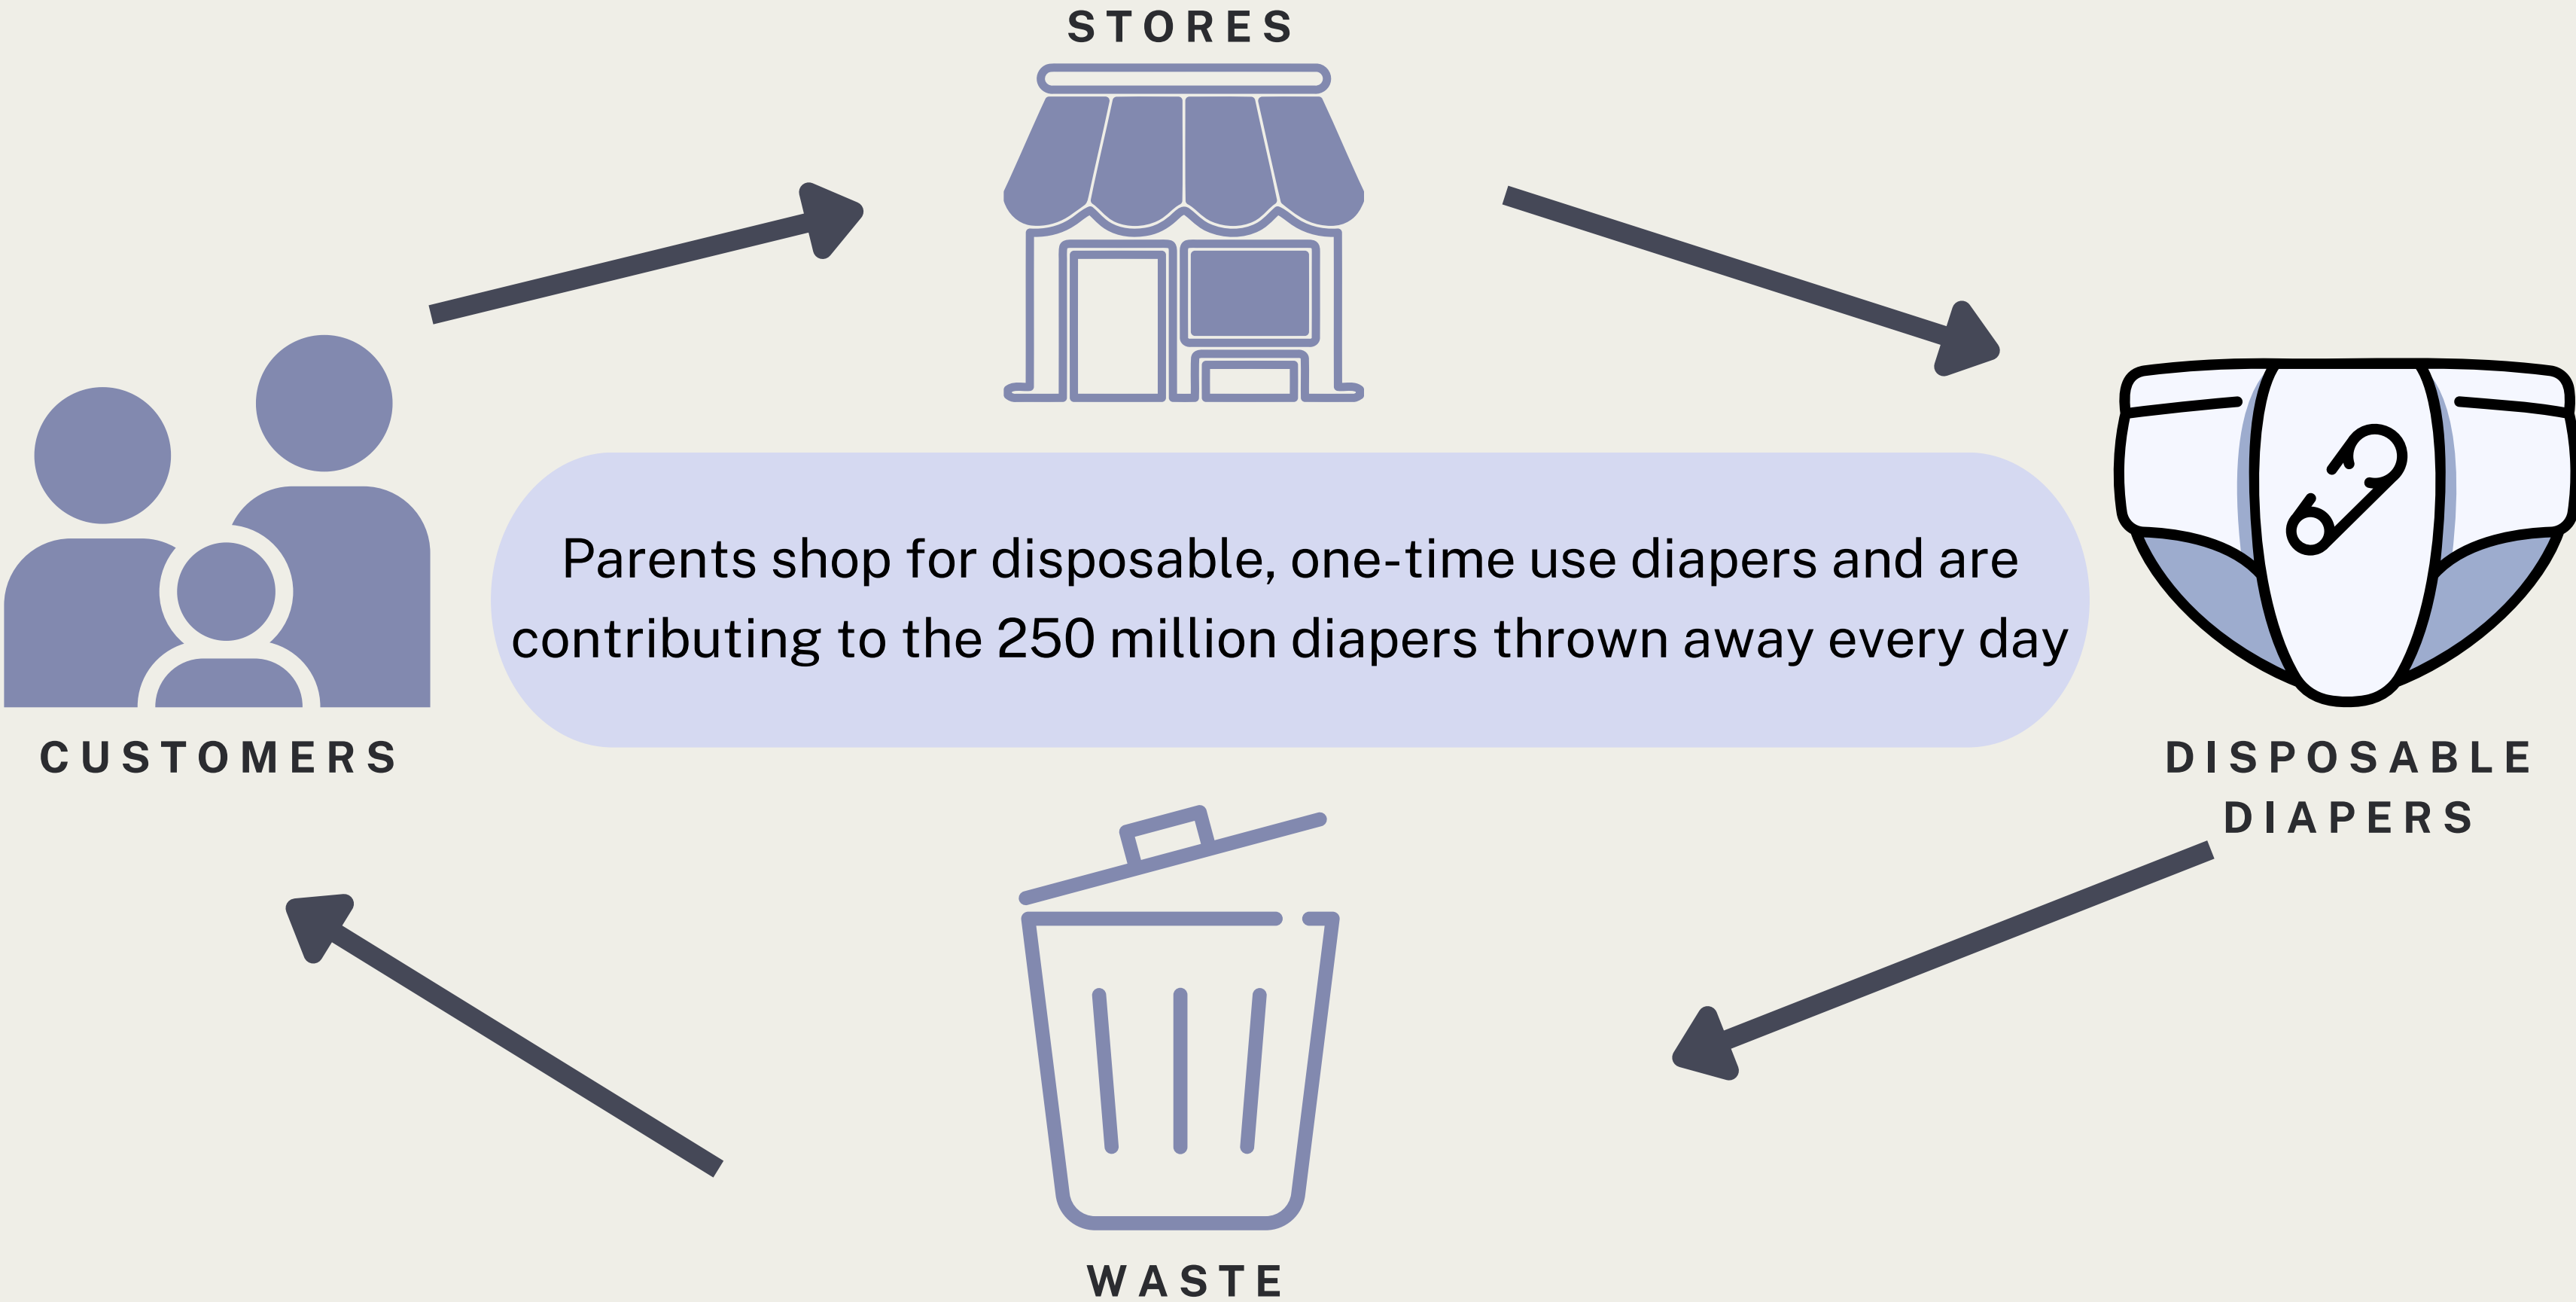 STORES
Parents shop for disposable, one-time use diapers and are
contributing to the 250 million diapers thrown away every day
CUSTOMERS
DISPOSABLE
DIAPERS
WASTE